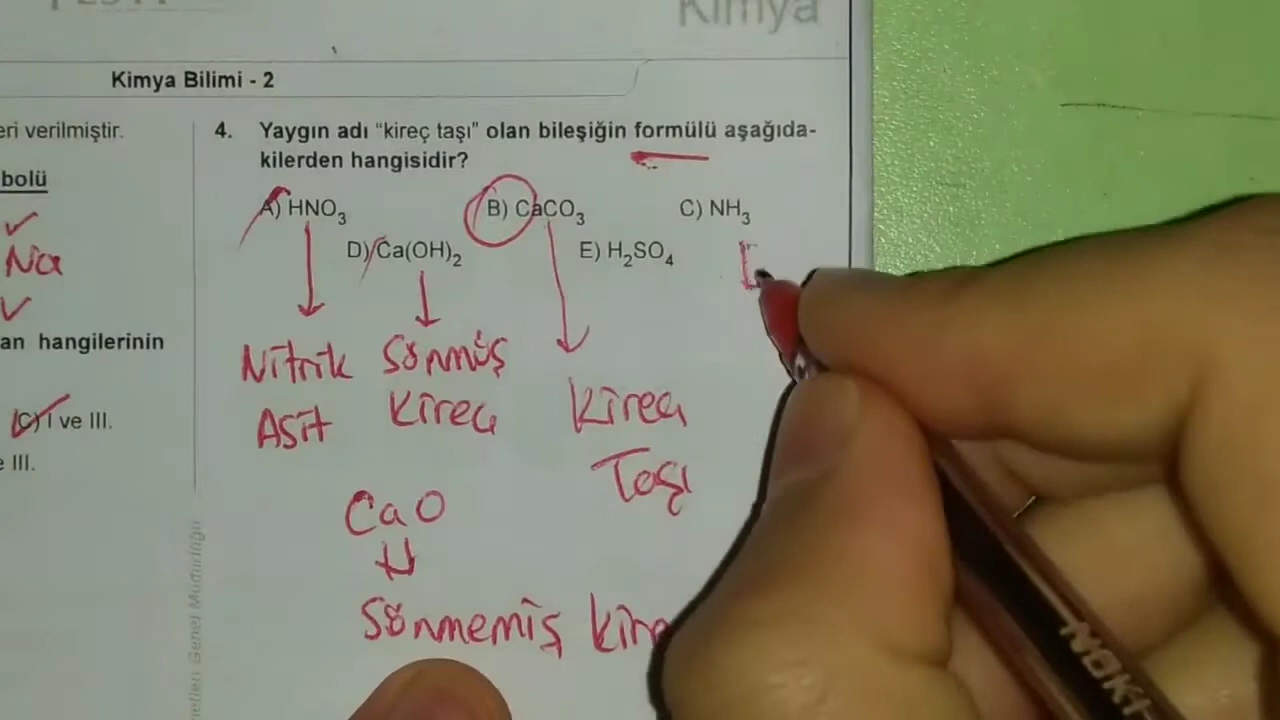 Kimya
Kimya Bilimi - 2
eri verilmiştir.
bolü
Na
an hangilerinin
C) I ve III.
e III.
4. Yaygın adı “kireç taşı” olan bileşiğin formülü aşağıda-
kilerden hangisidir?
A) HNO3 B) CaCO3 C) NH3
D) Ca(OH)2 E) H2SO4
Nitrik
Asit
Sönmüş
Kireç
Kireç
Taşı
CaO
Sönmemiş kire
NOKI